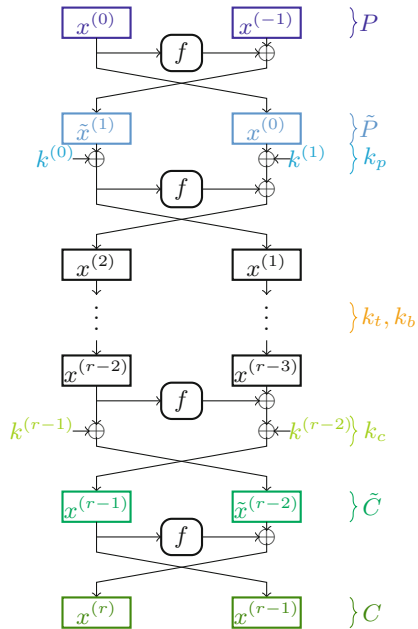 x^(0) x^(-1) }P
f
x̃^(1) x^(0) }P̃
k^(0) k^(1) }k_p
f
x^(2) x^(1)
⋮ ⋮ }k_t, k_b
x^(r-2) x^(r-3)
f
k^(r-1) k^(r-2) }k_c
x^(r-1) x̃^(r-2) }C̃
f
x^(r) x^(r-1) }C